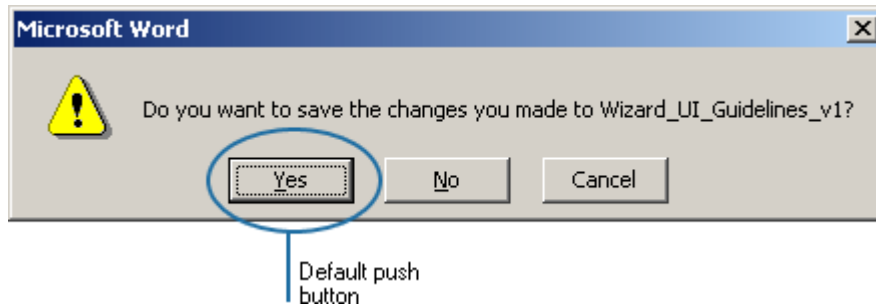 Microsoft Word
Do you want to save the changes you made to Wizard_UI_Guidelines_v1?
Yes No Cancel
Default push
button